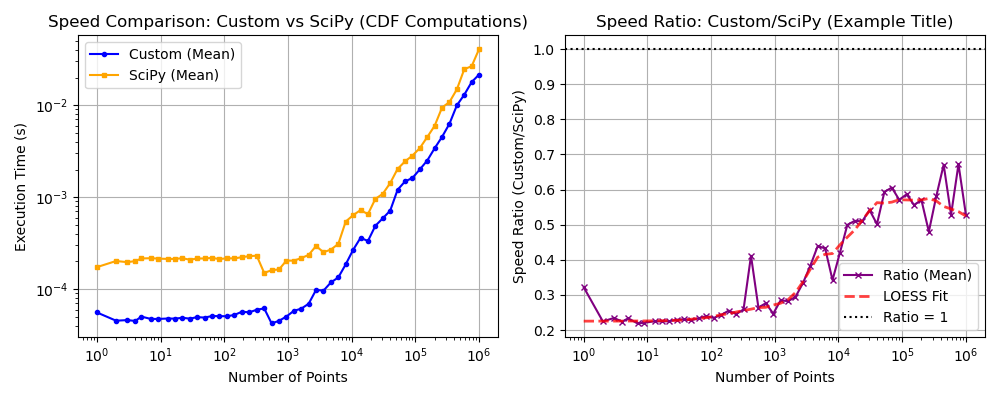 Speed Comparison: Custom vs SciPy (CDF Computations)
Execution Time (s)
10⁻²
10⁻³
10⁻⁴
Custom (Mean)
SciPy (Mean)
10⁰ 10¹ 10² 10³ 10⁴ 10⁵ 10⁶
Number of Points
Speed Ratio: Custom/SciPy (Example Title)
Speed Ratio (Custom/SciPy)
1.0
0.9
0.8
0.7
0.6
0.5
0.4
0.3
0.2
Ratio (Mean)
LOESS Fit
Ratio = 1
10⁰ 10¹ 10² 10³ 10⁴ 10⁵ 10⁶
Number of Points